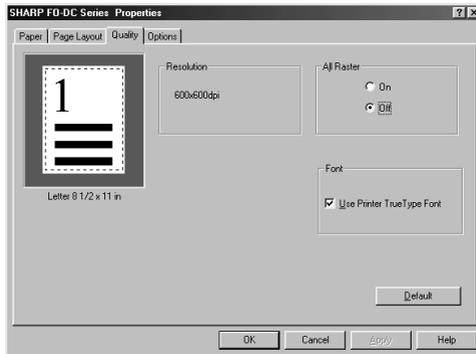 SHARP FO-DC Series Properties
Paper Page Layout Quality Options
1
Letter 8 1/2 x 11 in
Resolution
600x600dpi
All Raster
On
Off
Font
Use Printer TrueType Font
Default
OK Cancel Apply Help